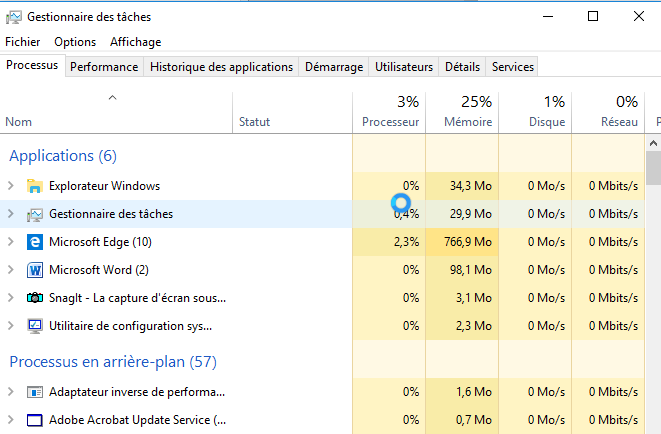 Gestionnaire des tâches
Fichier Options Affichage
Processus Performance Historique des applications Démarrage Utilisateurs Détails Services
3% 25% 1% 0%
Nom Statut Processeur Mémoire Disque Réseau P
Applications (6)
Explorateur Windows 0% 34,3 Mo 0 Mo/s 0 Mbits/s
Gestionnaire des tâches 0,4% 29,9 Mo 0 Mo/s 0 Mbits/s
Microsoft Edge (10) 2,3% 766,9 Mo 0 Mo/s 0 Mbits/s
Microsoft Word (2) 0% 98,1 Mo 0 Mo/s 0 Mbits/s
SnagIt - La capture d'écran sous... 0% 3,1 Mo 0 Mo/s 0 Mbits/s
Utilitaire de configuration sys... 0% 2,3 Mo 0 Mo/s 0 Mbits/s
Processus en arrière-plan (57)
Adaptateur inverse de performa... 0% 1,6 Mo 0 Mo/s 0 Mbits/s
Adobe Acrobat Update Service (... 0% 0,7 Mo 0 Mo/s 0 Mbits/s